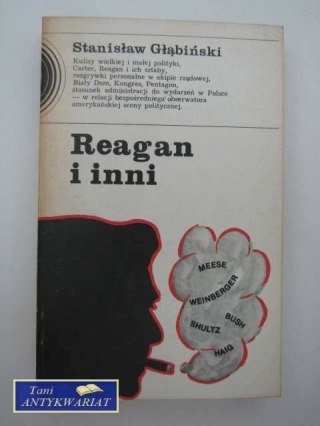 Stanisław Głąbiński
Kulisy wielkiej i małej polityki,
Carter, Reagan i ich sztaby,
rozgrywki personalne w ekipie rządowej,
Biały Dom, Kongres, Pentagon,
stosunek administracji do wydarzeń w Polsce
— w relacji bezpośredniego obserwatora
amerykańskiej sceny politycznej.
Reagan
i inni
MEESE
WEINBERGER
BUSH
SHULTZ
HAIG
Tani
ANTYKWARIAT